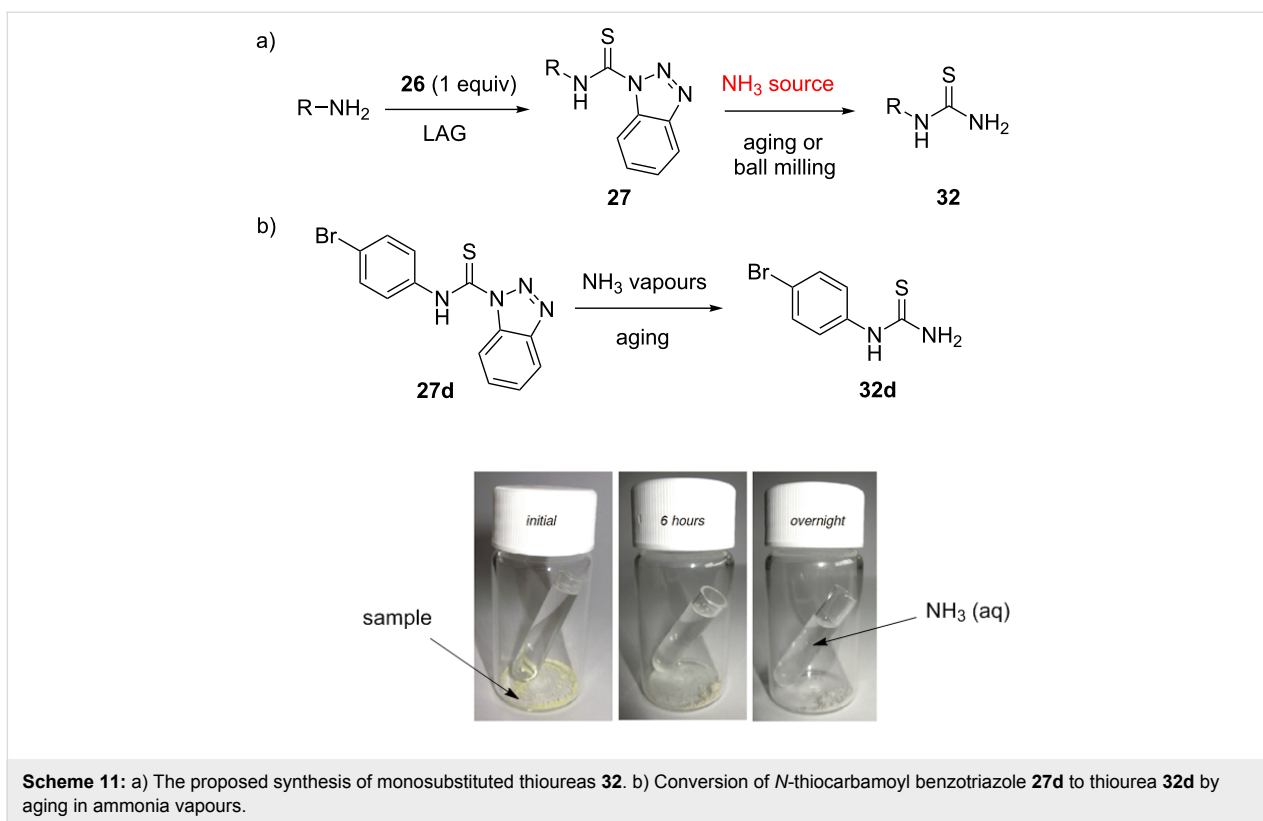 a)
R–NH₂
26 (1 equiv)
LAG
R
N
H
S
N
N
N
27
NH₃ source
aging or
ball milling
S
R
N
H
NH₂
32
b)
Br
N
H
S
N
N
N
27d
NH₃ vapours
aging
Br
S
N
H
NH₂
32d
initial
6 hours
overnight
sample
NH₃ (aq)
Scheme 11: a) The proposed synthesis of monosubstituted thioureas 32. b) Conversion of N-thiocarbamoyl benzotriazole 27d to thiourea 32d by
aging in ammonia vapours.